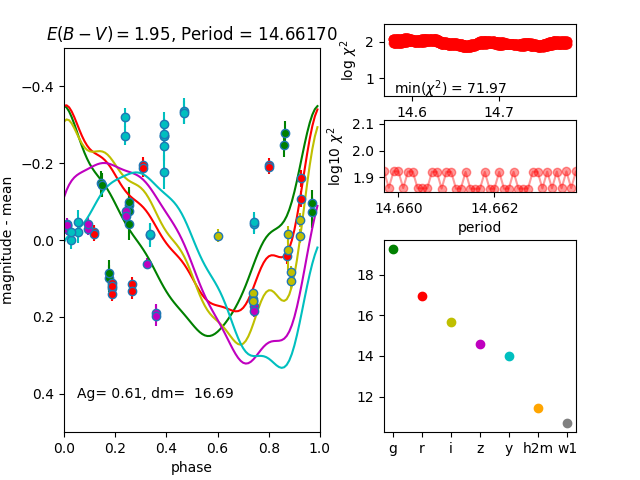 E(B − V) = 1.95, Period = 14.66170
magnitude - mean
−0.4
−0.2
0.0
0.2
0.4
Ag= 0.61, dm=  16.69
0.0 0.2 0.4 0.6 0.8 1.0
phase
log χ²
2
1
min(χ²) = 71.97
14.6 14.7
log10 χ²
2.1
2.0
1.9
14.660 14.662
period
18
16
14
12
g r i z y h2m w1